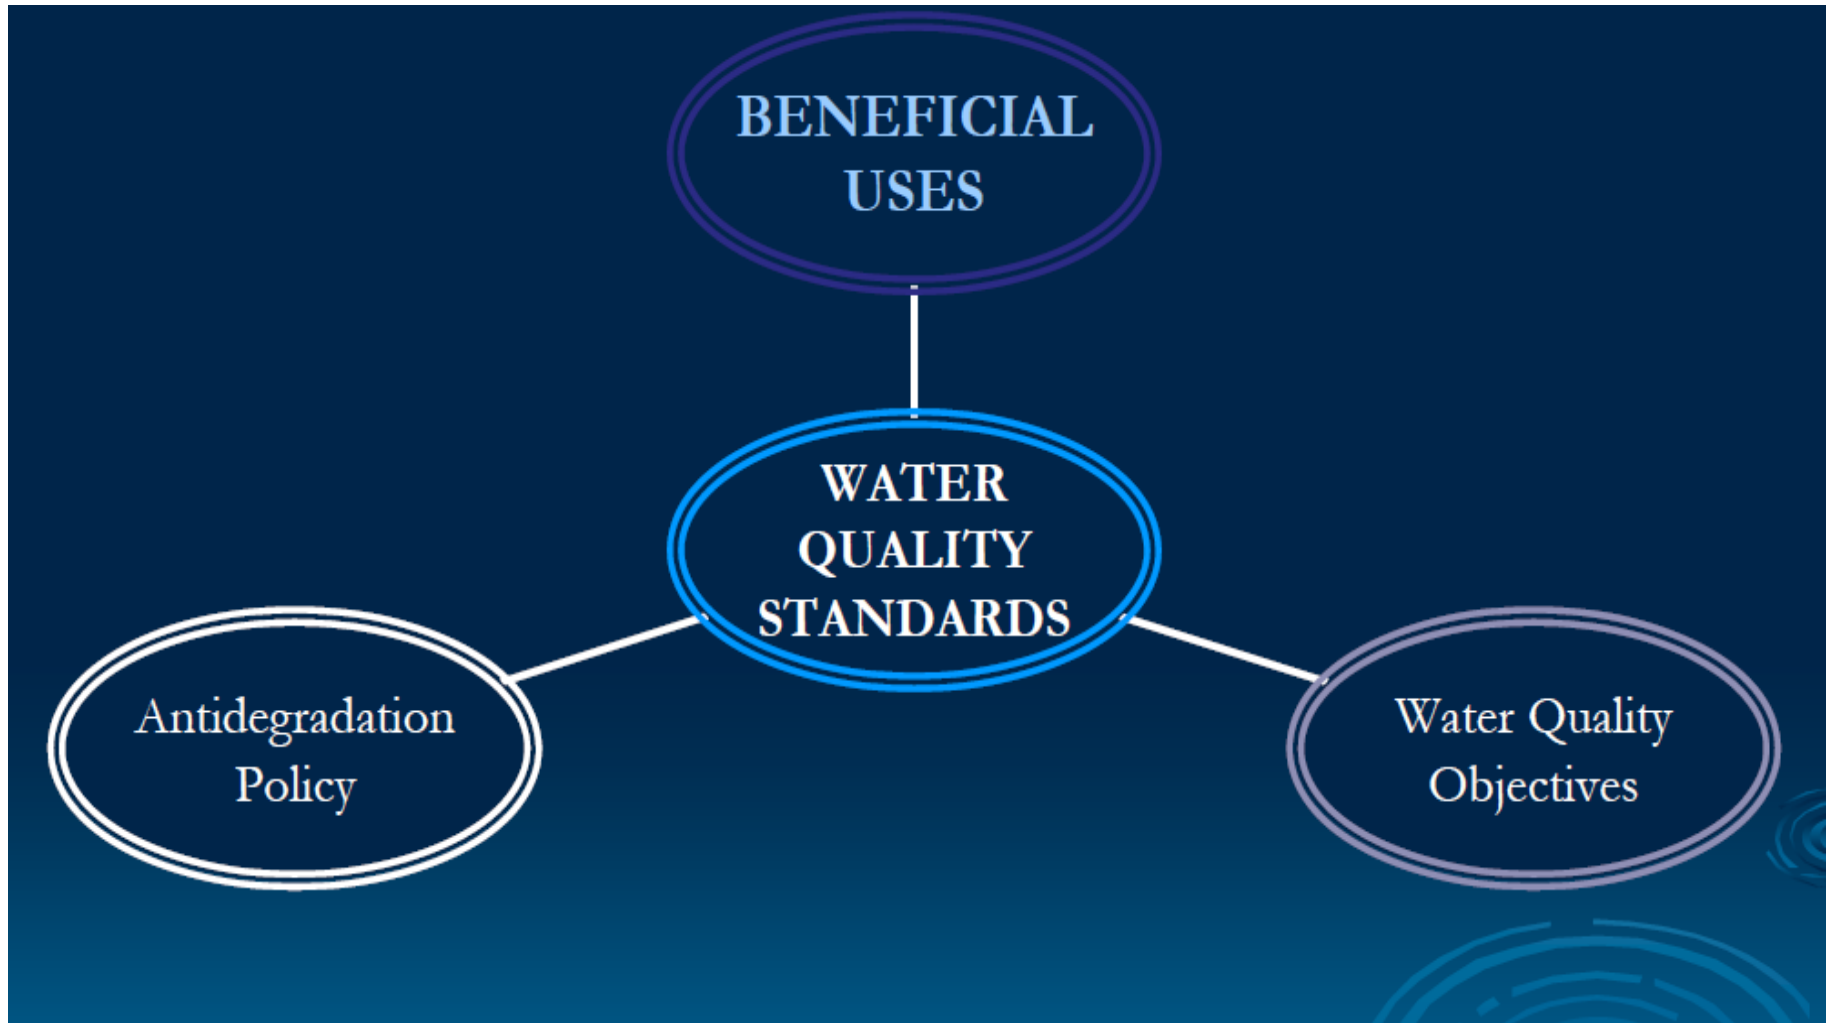 BENEFICIAL
USES
WATER
QUALITY
STANDARDS
Antidegradation
Policy
Water Quality
Objectives